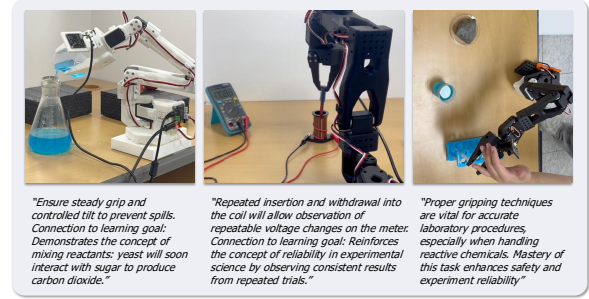 "Ensure steady grip and
controlled tilt to prevent spills.
Connection to learning goal:
Demonstrates the concept of
mixing reactants: yeast will soon
interact with sugar to produce
carbon dioxide."
"Repeated insertion and withdrawal into
the coil will allow observation of
repeatable voltage changes on the meter.
Connection to learning goal: Reinforces
the concept of reliability in experimental
science by observing consistent results
from repeated trials."
"Proper gripping techniques
are vital for accurate
laboratory procedures,
especially when handling
reactive chemicals. Mastery of
this task enhances safety and
experiment reliability"